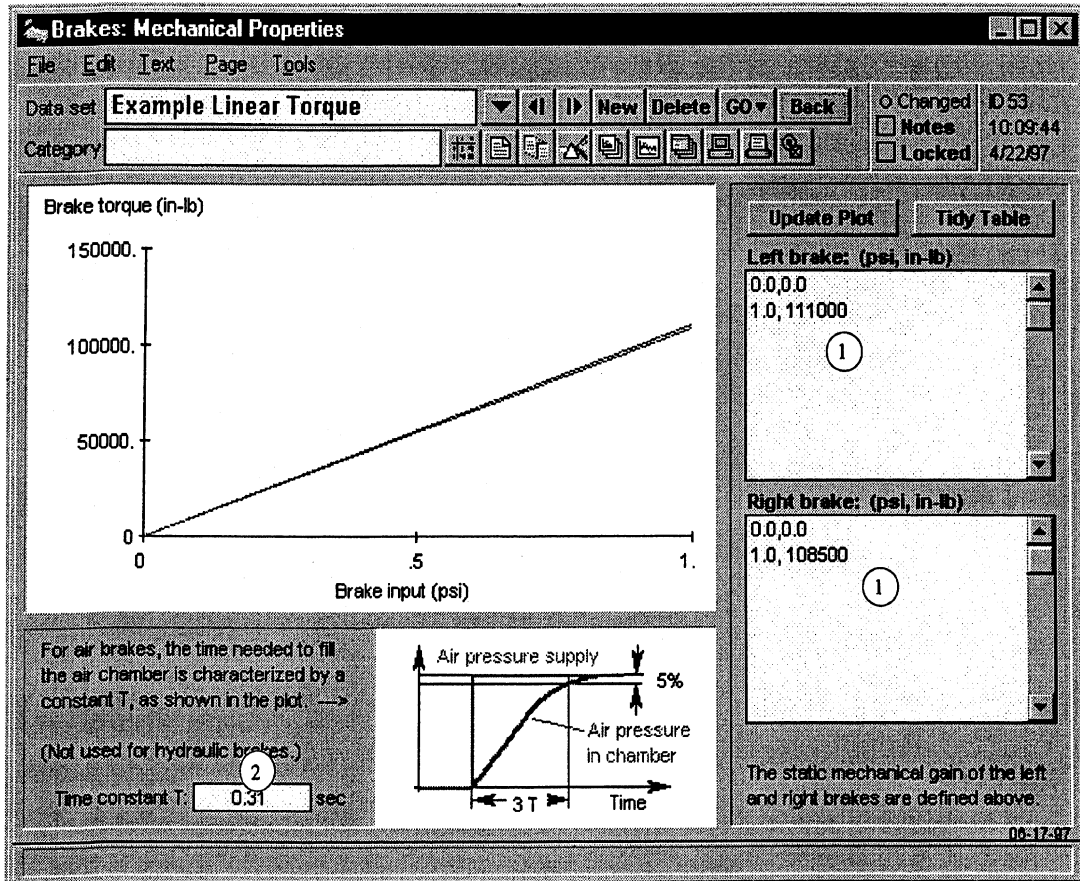 Brakes: Mechanical Properties
File Edit Text Page Tools
Data set Example Linear Torque New Delete GO Back
Category
Changed
Notes
Locked
ID 53
10:09:44
4/22/97
Brake torque (in-lb)
150000.
100000.
50000.
0
0 .5 1.
Brake input (psi)
Update Plot Tidy Table
Left brake: (psi, in-lb)
0.0,0.0
1.0, 111000
1
Right brake: (psi, in-lb)
0.0,0.0
1.0, 108500
1
The static mechanical gain of the left
and right brakes are defined above.
For air brakes, the time needed to fill
the air chamber is characterized by a
constant T, as shown in the plot. --->
(Not used for hydraulic brakes.)
2
Time constant T: 0.31 sec
Air pressure supply
5%
Air pressure
in chamber
3 T
Time
06-17-97